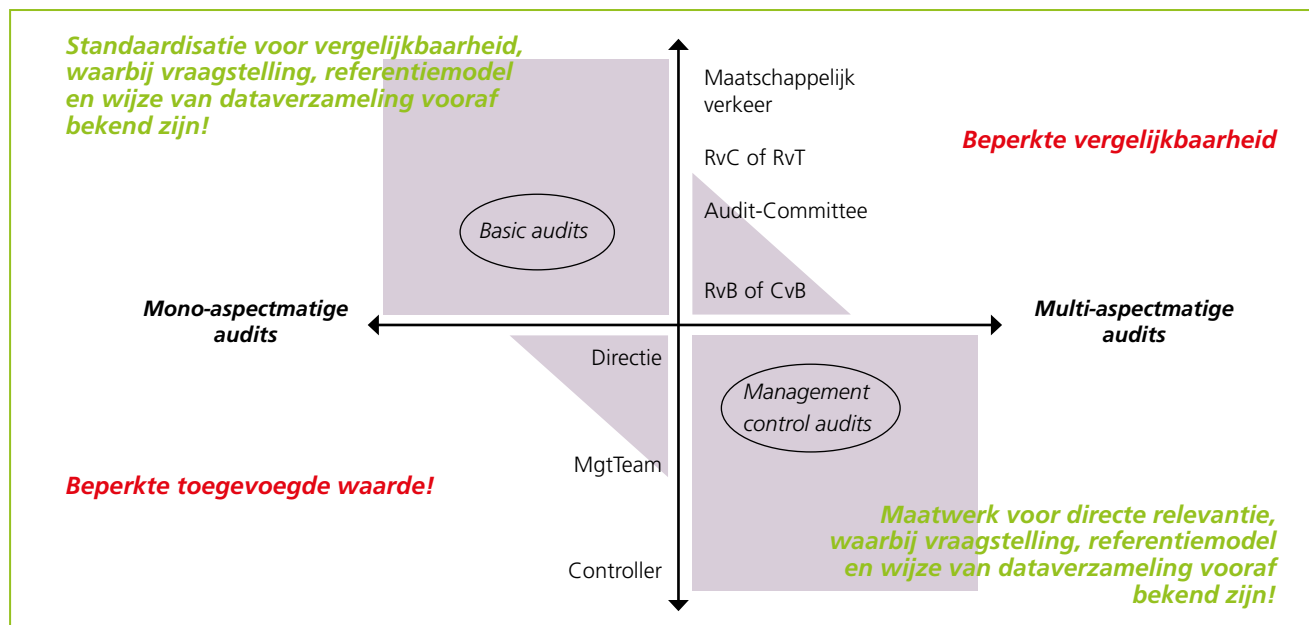 Standaardisatie voor vergelijkbaarheid,
waarbij vraagstelling, referentiemodel
en wijze van dataverzameling vooraf
bekend zijn!
Maatschappelijk
verkeer
Beperkte vergelijkbaarheid
RvC of RvT
Audit-Committee
Basic audits
RvB of CvB
Mono-aspectmatige
audits
Multi-aspectmatige
audits
Directie
Management
control audits
MgtTeam
Beperkte toegevoegde waarde!
Maatwerk voor directe relevantie,
waarbij vraagstelling, referentiemodel
en wijze van dataverzameling vooraf
bekend zijn!
Controller